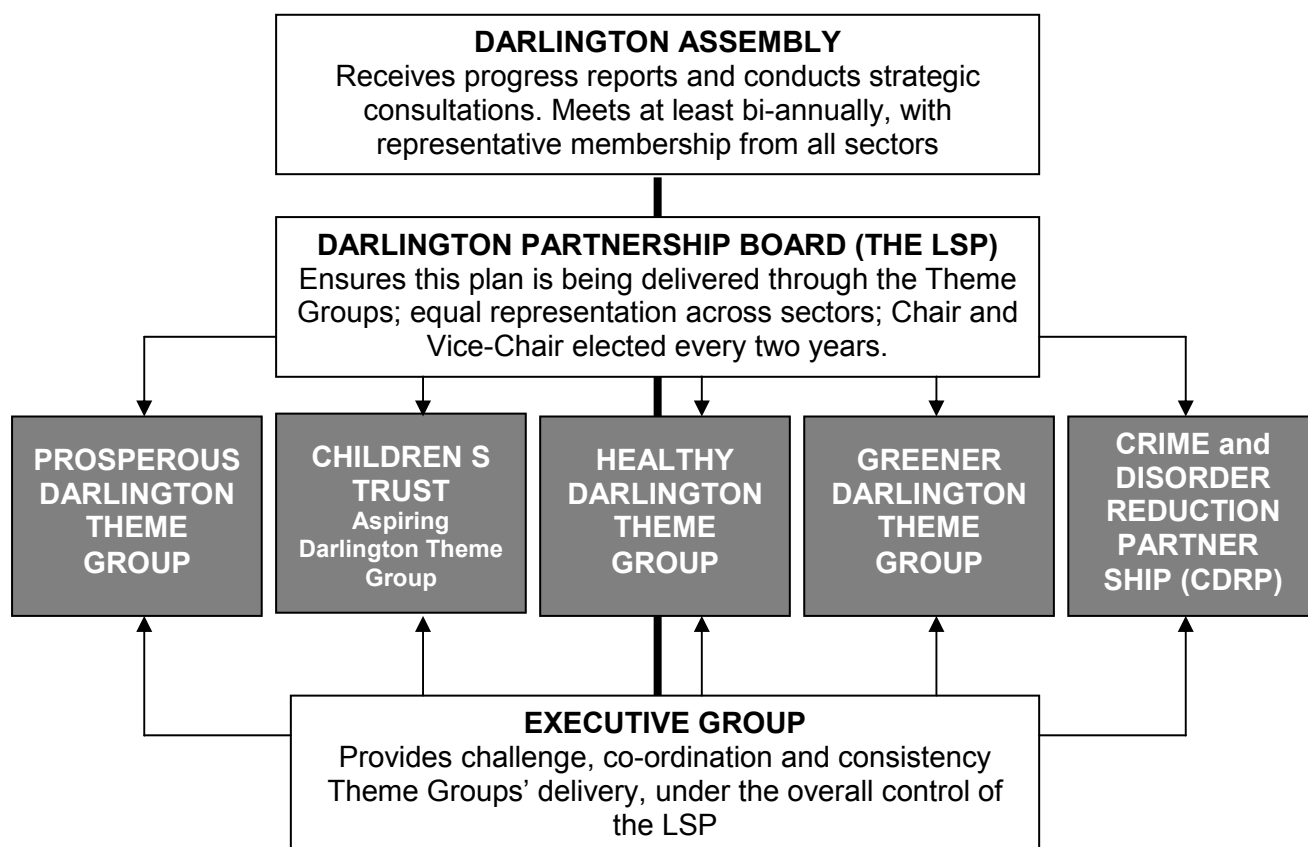 DARLINGTON ASSEMBLY
Receives progress reports and conducts strategic
consultations. Meets at least bi-annually, with
representative membership from all sectors
DARLINGTON PARTNERSHIP BOARD (THE LSP)
Ensures this plan is being delivered through the Theme
Groups; equal representation across sectors; Chair and
Vice-Chair elected every two years.
PROSPEROUS
DARLINGTON
THEME
GROUP
CHILDREN S
TRUST
Aspiring
Darlington Theme
Group
HEALTHY
DARLINGTON
THEME
GROUP
GREENER
DARLINGTON
THEME
GROUP
CRIME and
DISORDER
REDUCTION
PARTNER
SHIP (CDRP)
EXECUTIVE GROUP
Provides challenge, co-ordination and consistency
Theme Groups’ delivery, under the overall control of
the LSP